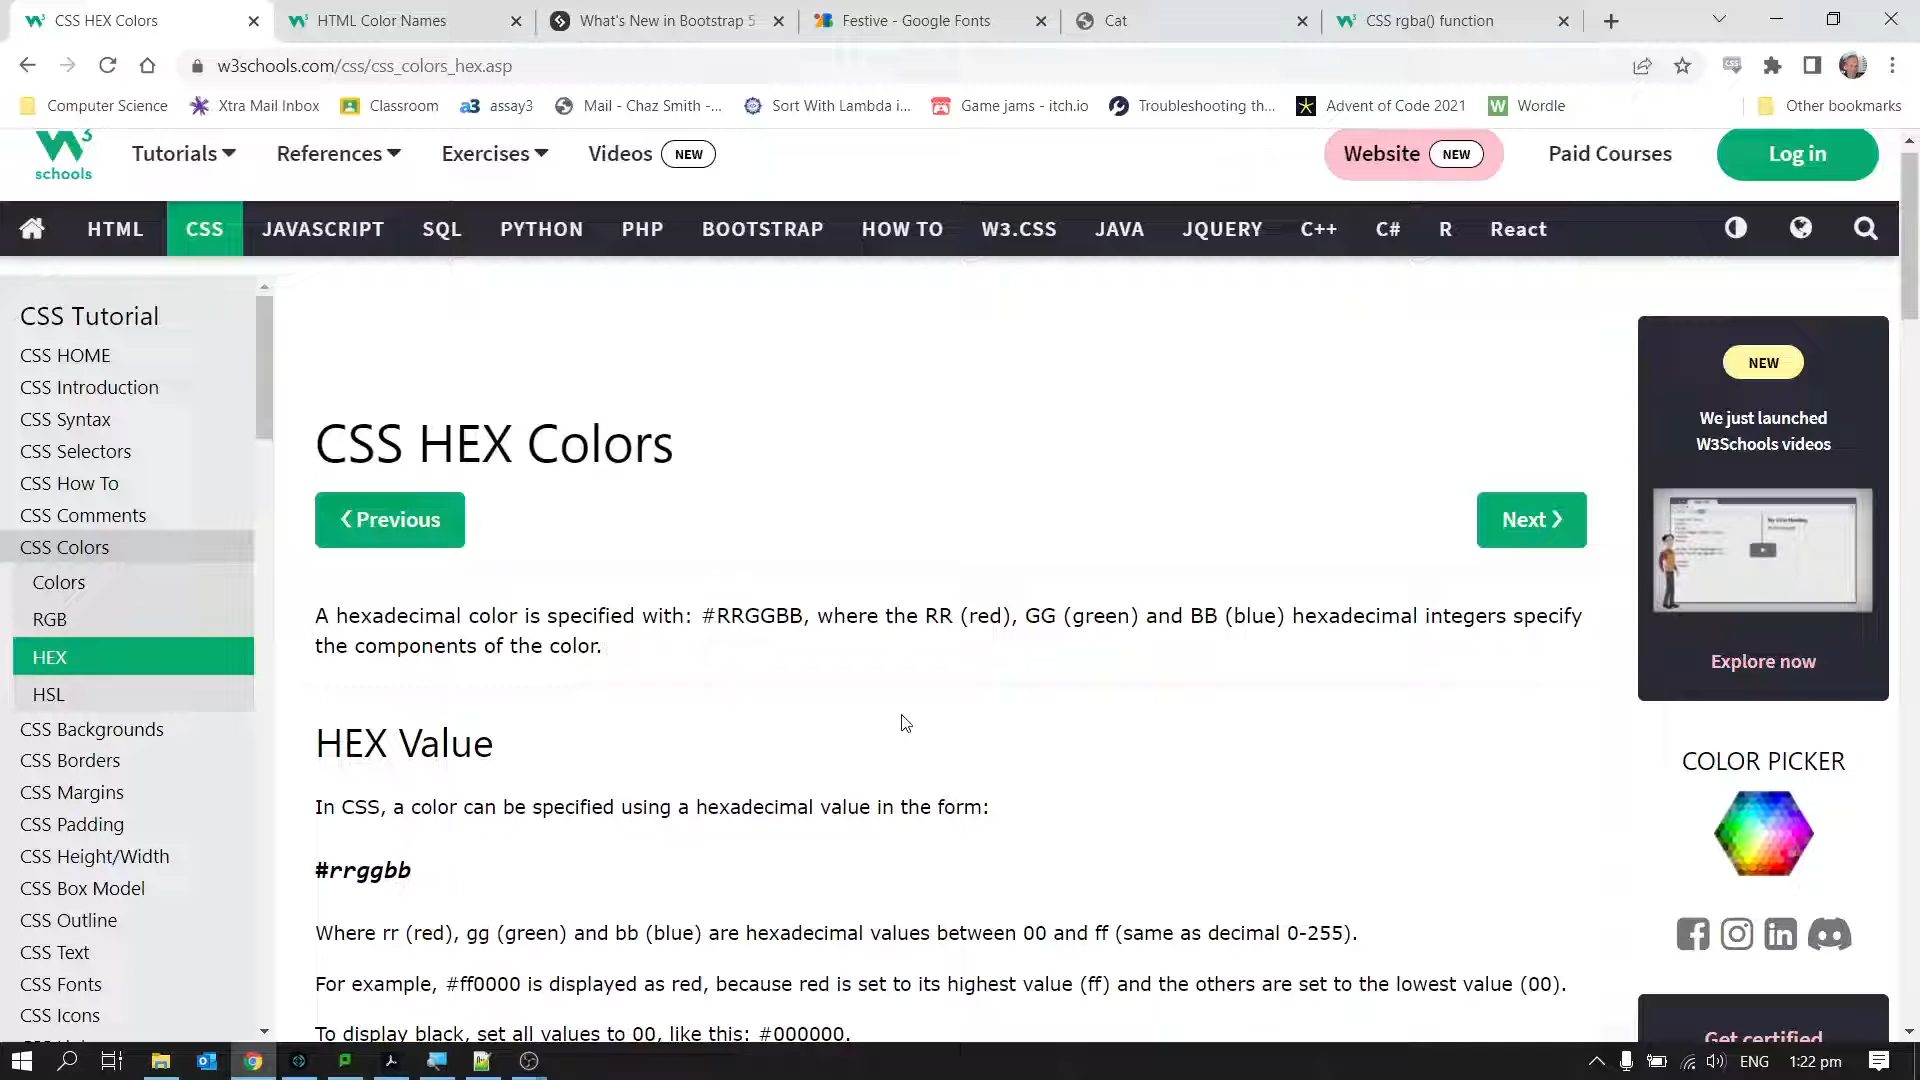 CSS HEX Colors
HTML Color Names
What's New in Bootstrap 5
Festive - Google Fonts
Cat
CSS rgba() function
w3schools.com/css/css_colors_hex.asp
Computer Science
Xtra Mail Inbox
Classroom
a3 assay3
Mail - Chaz Smith -...
Sort With Lambda i...
Game jams - itch.io
Troubleshooting th...
Advent of Code 2021
W Wordle
Other bookmarks
W3 schools
Tutorials
References
Exercises
Videos NEW
Website NEW
Paid Courses
Log in
HTML
CSS
JAVASCRIPT
SQL
PYTHON
PHP
BOOTSTRAP
HOW TO
W3.CSS
JAVA
JQUERY
C++
C#
R
React
CSS Tutorial
CSS HOME
CSS Introduction
CSS Syntax
CSS Selectors
CSS How To
CSS Comments
CSS Colors
Colors
RGB
HEX
HSL
CSS Backgrounds
CSS Borders
CSS Margins
CSS Padding
CSS Height/Width
CSS Box Model
CSS Outline
CSS Text
CSS Fonts
CSS Icons
CSS HEX Colors
❮ Previous
Next ❯
A hexadecimal color is specified with: #RRGGBB, where the RR (red), GG (green) and BB (blue) hexadecimal integers specify
the components of the color.
HEX Value
In CSS, a color can be specified using a hexadecimal value in the form:
#rrggbb
Where rr (red), gg (green) and bb (blue) are hexadecimal values between 00 and ff (same as decimal 0-255).
For example, #ff0000 is displayed as red, because red is set to its highest value (ff) and the others are set to the lowest value (00).
To display black, set all values to 00, like this: #000000.
NEW
We just launched
W3Schools videos
Explore now
COLOR PICKER
Get certified
ENG
1:22 pm